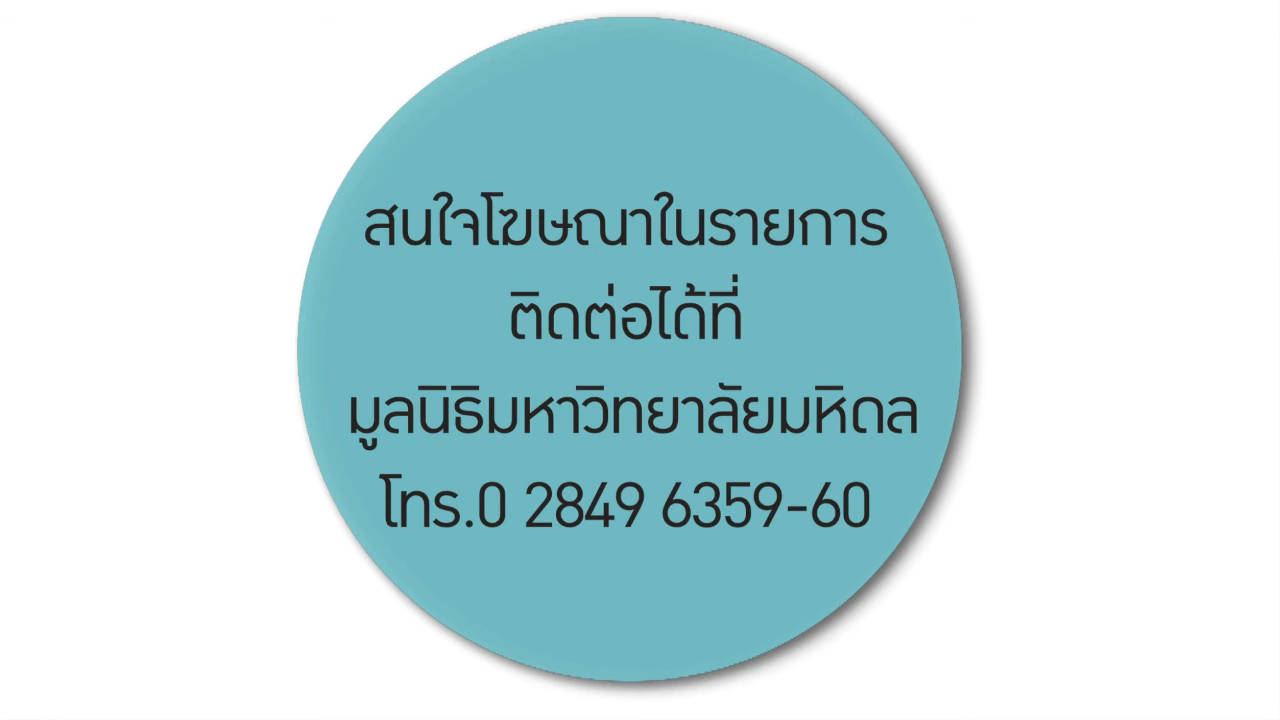 สนใจโฆษณาในรายการ
ติดต่อได้ที่
มูลนิธิมหาวิทยาลัยมหิดล
โทร.0 2849 6359-60